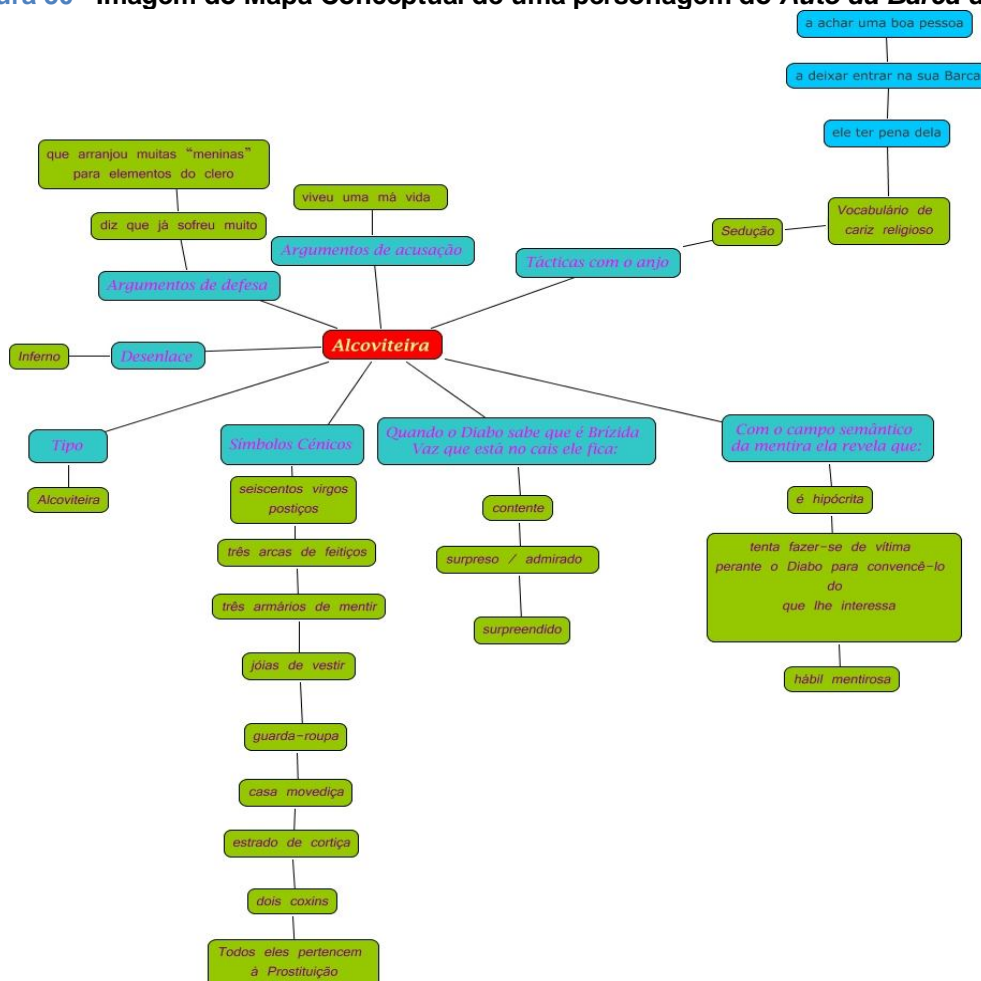 Imagem do Mapa Conceptual de uma personagem do Auto da Barca
a achar uma boa pessoa
a deixar entrar na sua Barca
ele ter pena dela
Vocabulário de
cariz religioso
Sedução
Tácticas com o anjo
que arranjou muitas “meninas”
para elementos do clero
diz que já sofreu muito
Argumentos de defesa
viveu uma má vida
Argumentos de acusação
Alcoviteira
Inferno
Desenlace
Tipo
Alcoviteira
Símbolos Cénicos
seiscentos virgos
postiços
três arcas de feitiços
três armários de mentir
jóias de vestir
guarda-roupa
casa movediça
estrado de cortiça
dois coxins
Todos eles pertencem
à Prostituição
Quando o Diabo sabe que é Brízida
Vaz que está no cais ele fica:
contente
surpreso / admirado
surpreendido
Com o campo semântico
da mentira ela revela que:
é hipócrita
tenta fazer-se de vítima
perante o Diabo para convencê-lo
do
que lhe interessa
hábil mentirosa